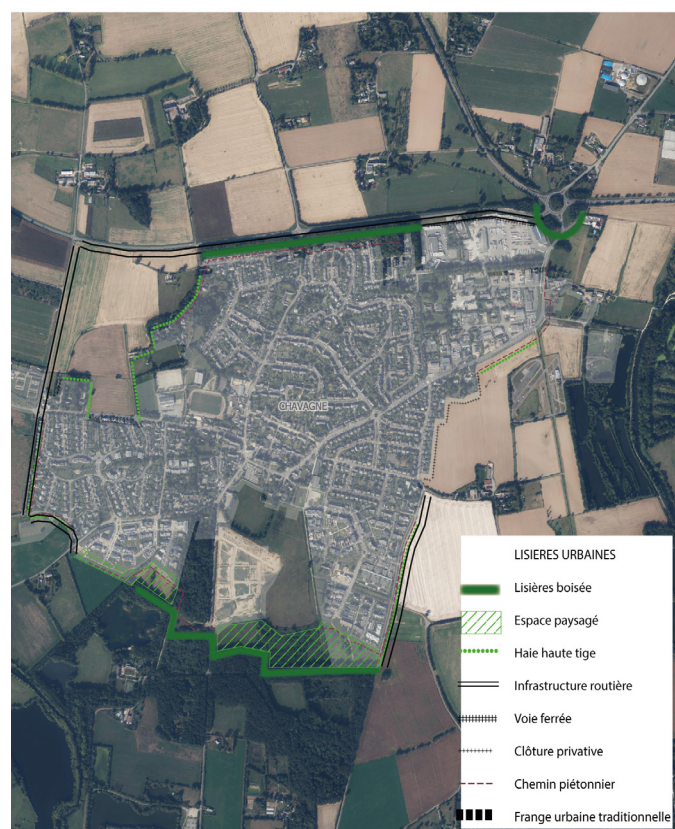 CHAVAGNE
LISIERES URBAINES
Lisières boisée
Espace paysagé
Haie haute tige
Infrastructure routière
Voie ferrée
Clôture privative
Chemin piétonnier
Frange urbaine traditionnelle